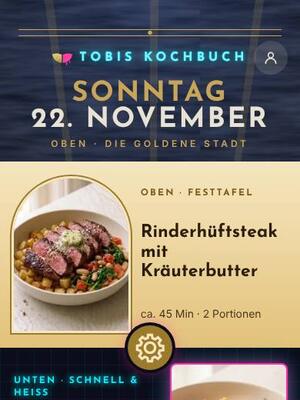 TOBIS KOCHBUCH
SONNTAG
22. NOVEMBER
OBEN · DIE GOLDENE STADT
OBEN · FESTTAFEL
Rinderhüftsteak
mit
Kräuterbutter
ca. 45 Min · 2 Portionen
UNTEN · SCHNELL &
HEISS